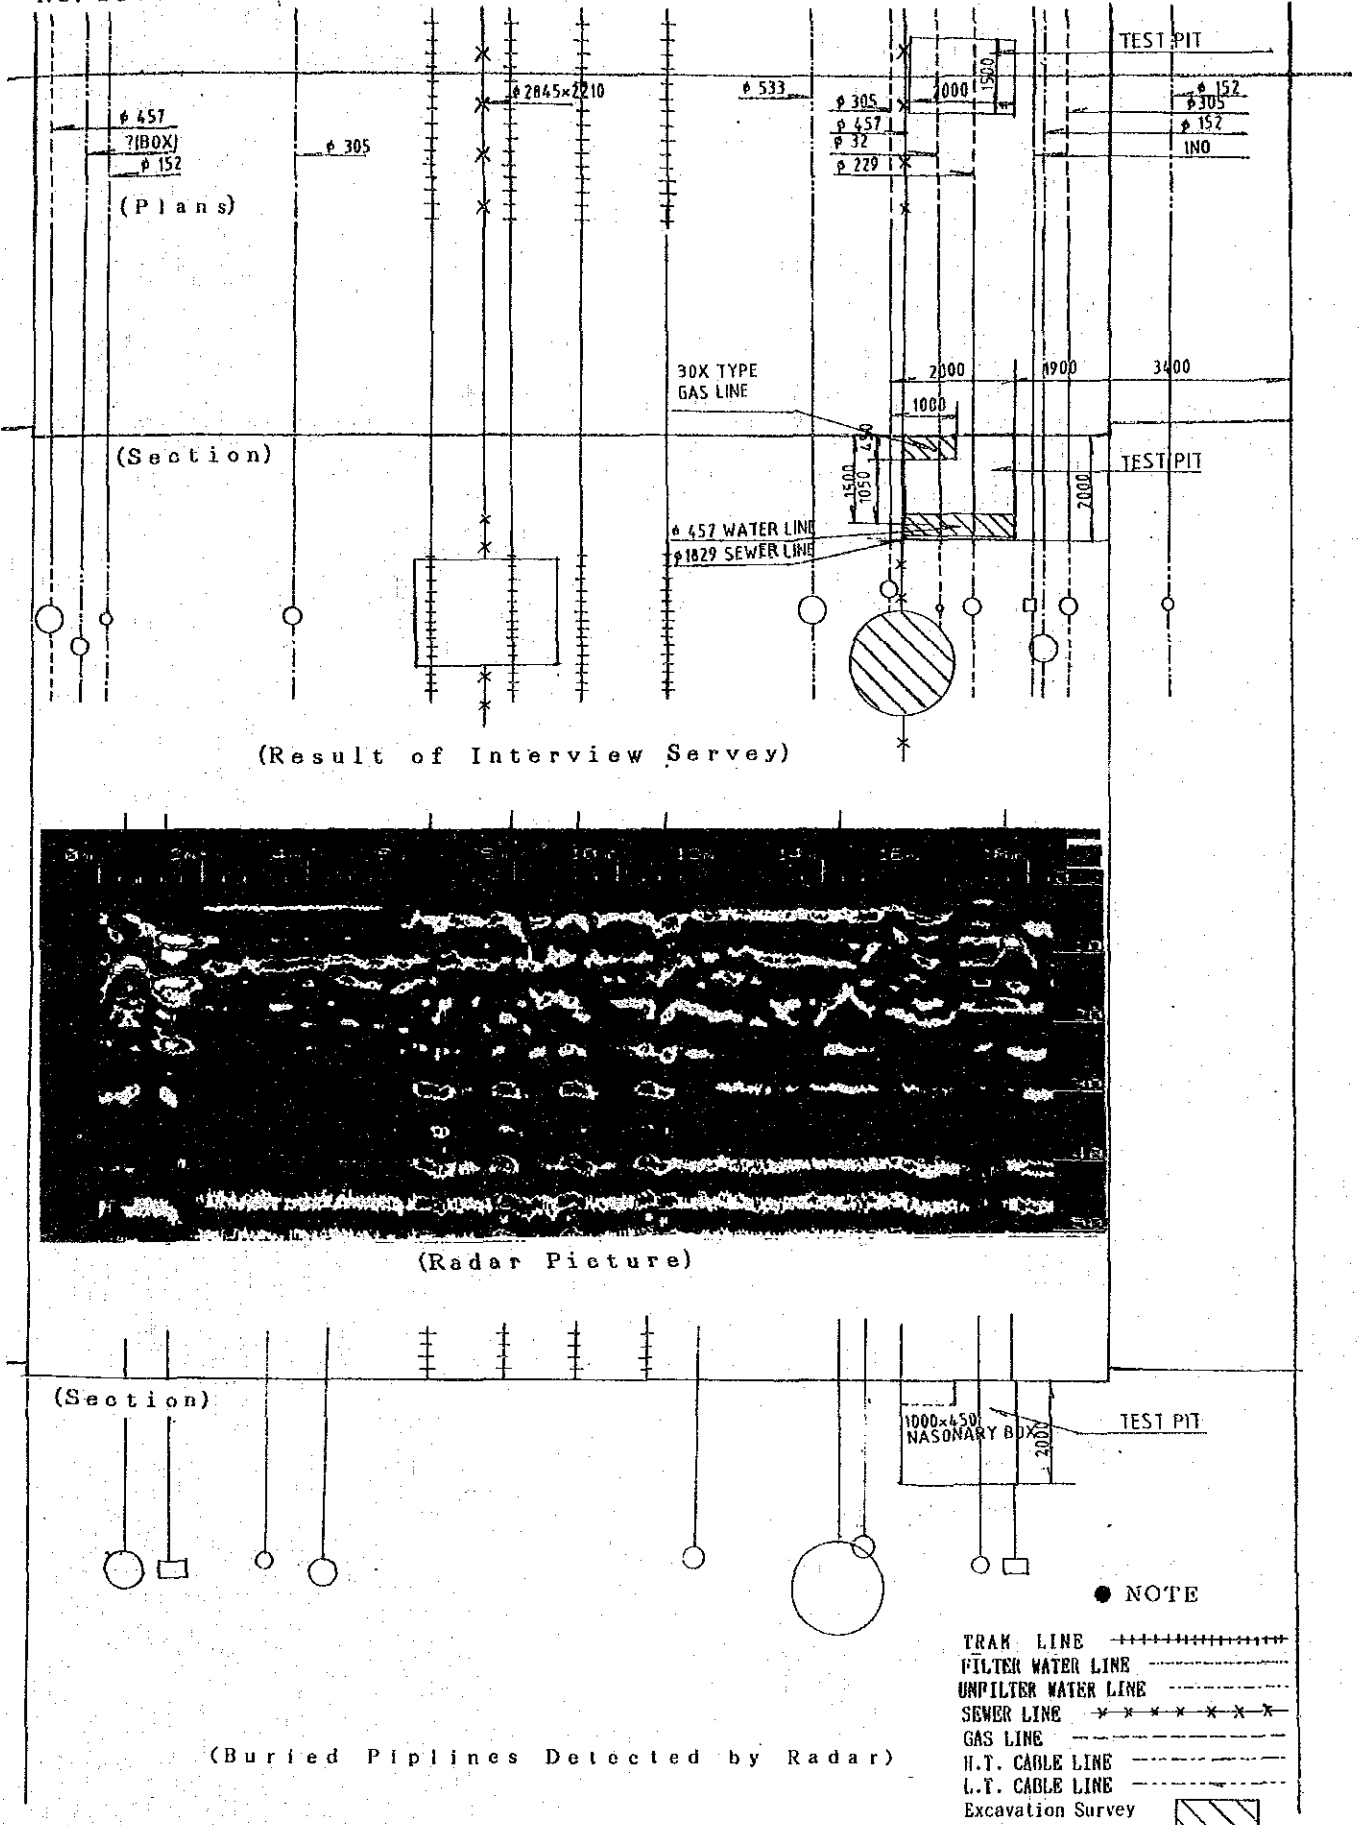 TEST PIT
1500
1000
φ 2845×2210
φ 533
φ 152
φ 305
φ 305
φ 457
φ 457
φ 152
?(BOX)
φ 305
φ 32
1NO
φ 152
φ 229
(Plans)
30X TYPE
GAS LINE
2000
1900
3400
1000
(Section)
450
1500
1050
TEST PIT
2000
φ 457 WATER LINE
φ1829 SEWER LINE
(Result of Interview Servey)
(Radar Picture)
(Section)
1000×450
NASONARY BOX
2000
TEST PIT
● NOTE
TRAM LINE
FILTER WATER LINE
UNFILTER WATER LINE
SEWER LINE
GAS LINE
H.T. CABLE LINE
L.T. CABLE LINE
Excavation Survey
(Buried Piplines Detected by Radar)